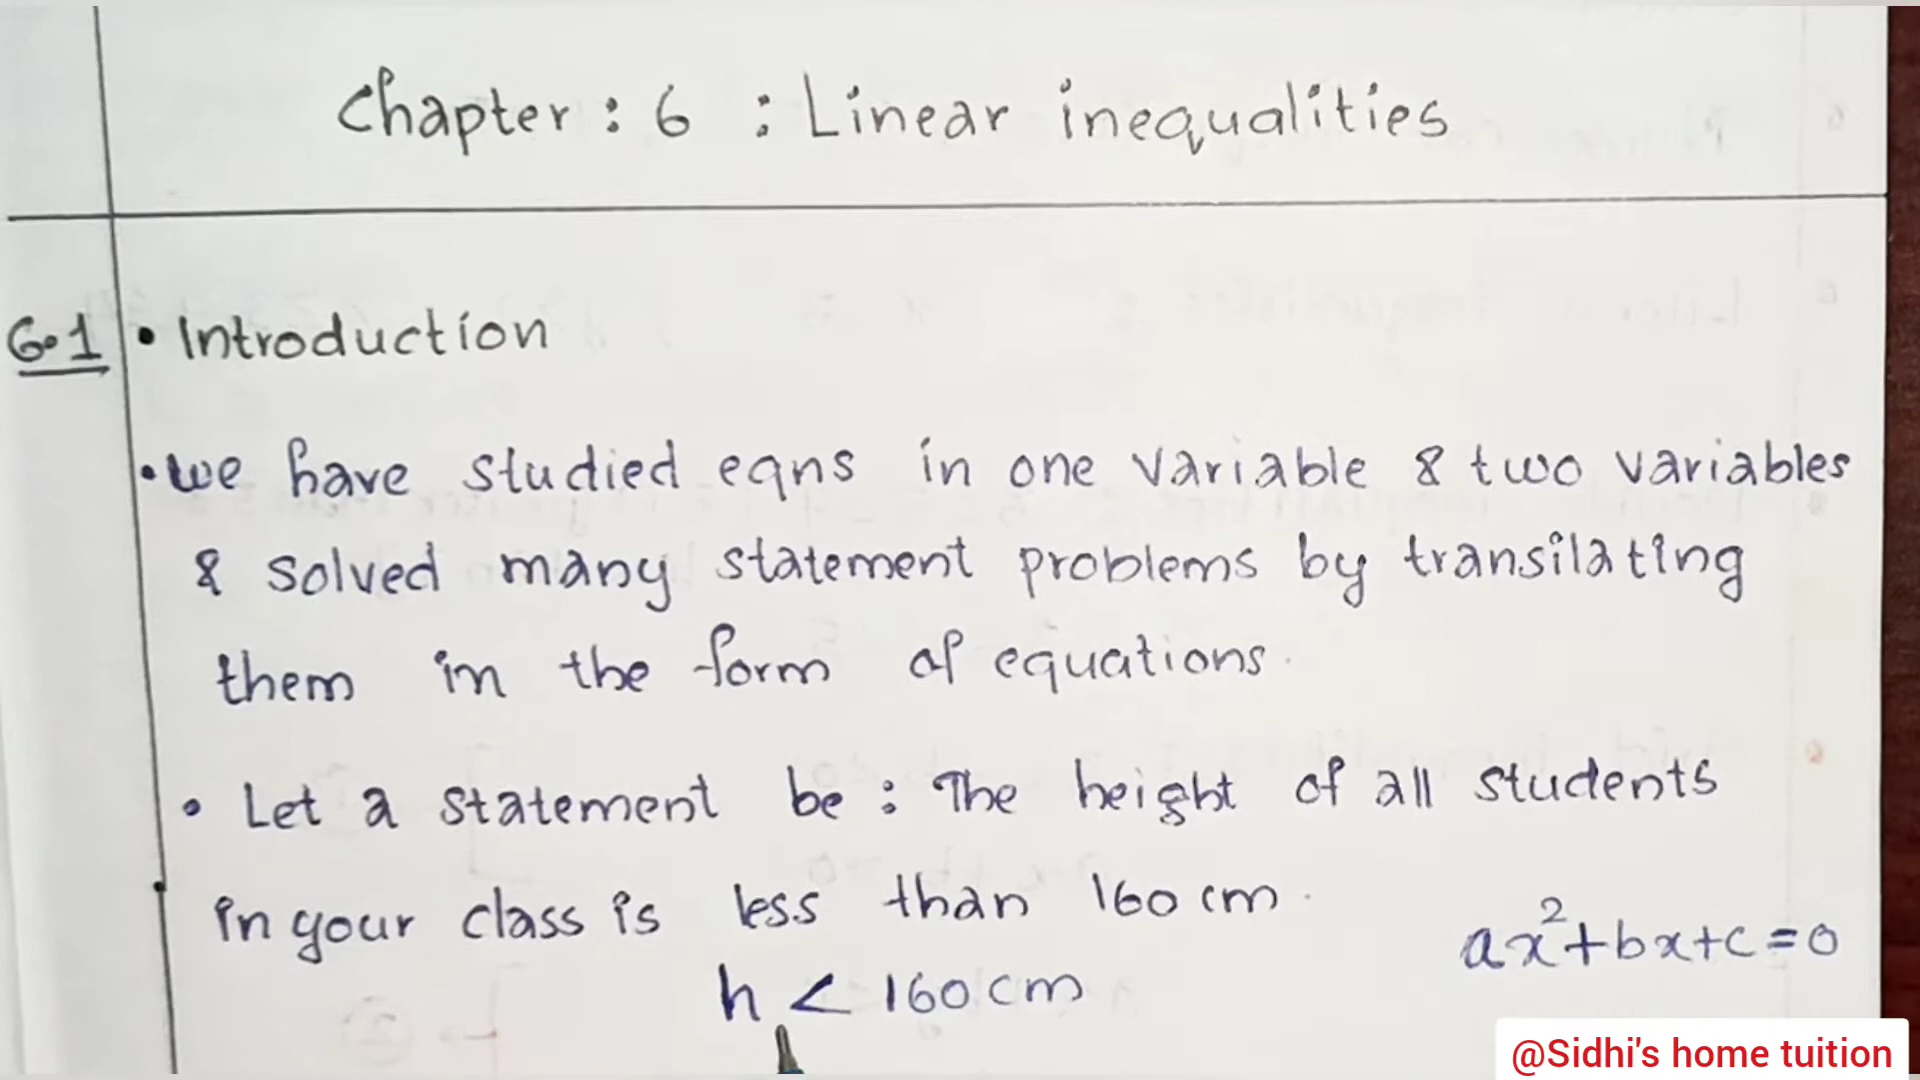 Chapter : 6 : Linear inequalities
6.1 • Introduction
• we have studied eqns in one variable & two variables
& solved many statement problems by transilating
them in the form of equations.
• Let a statement be : The height of all students
in your class is less than 160 cm.
ax²+bx+c=0
h < 160 cm
@Sidhi's home tuition